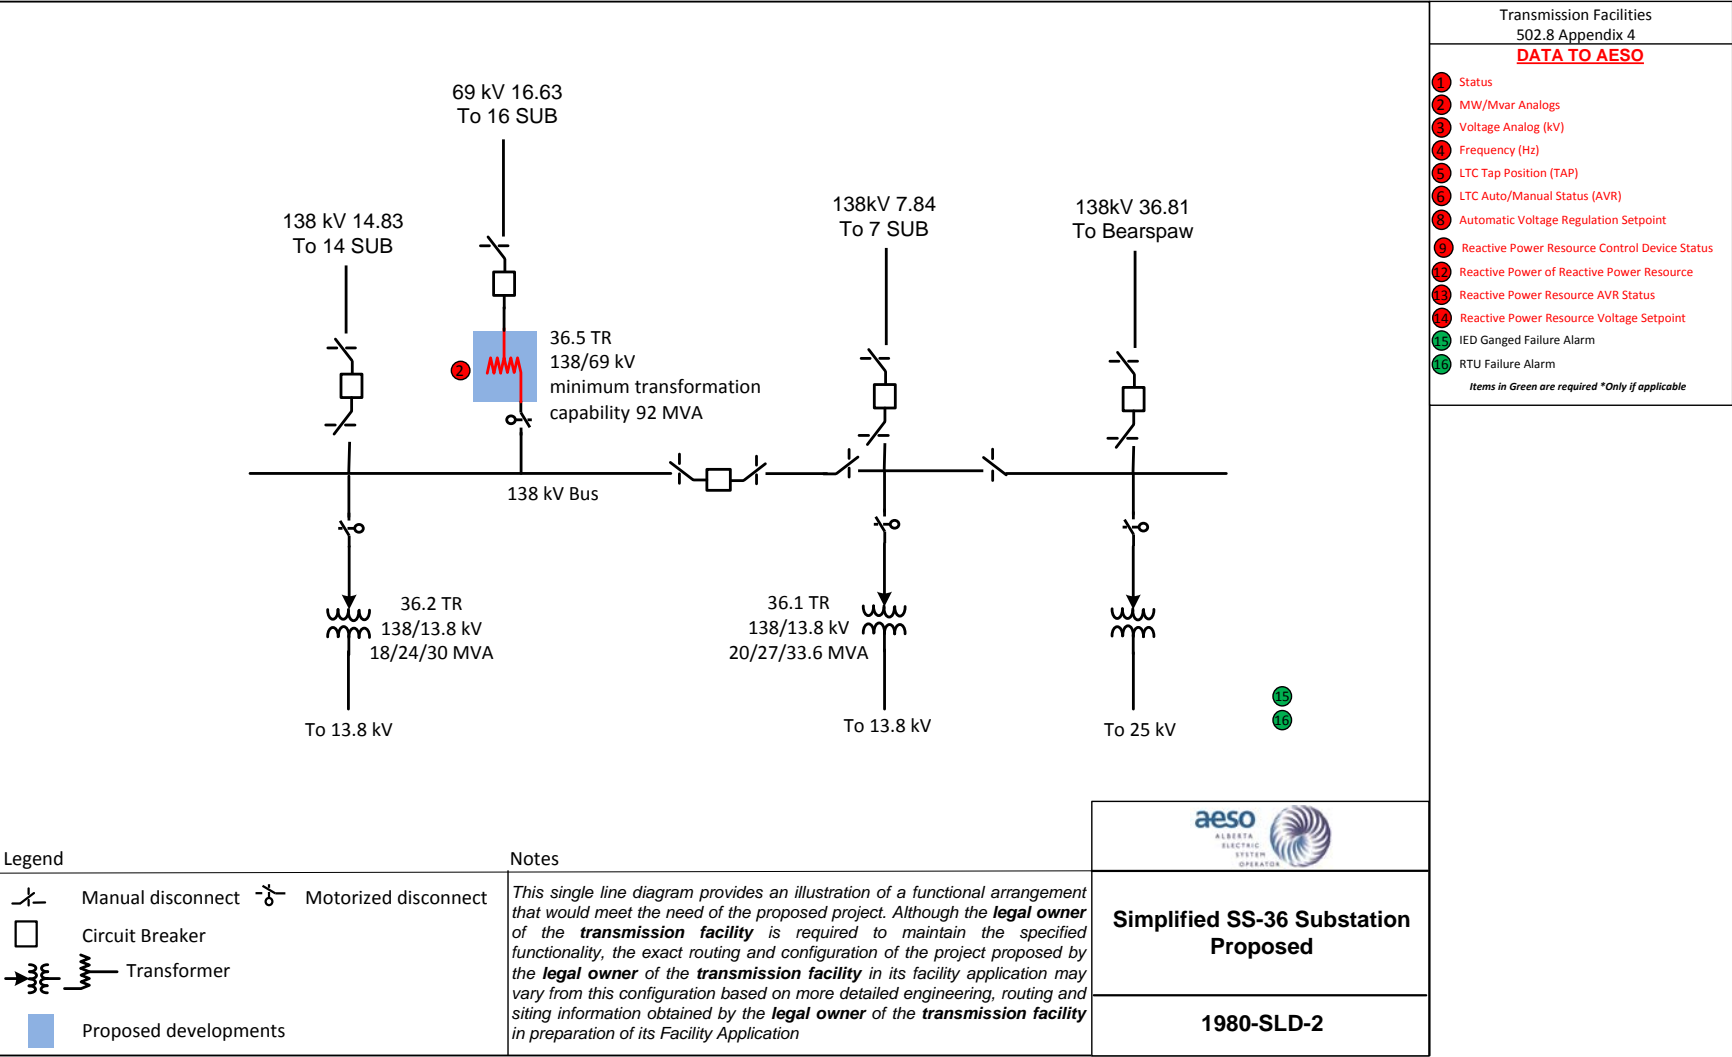 Transmission Facilities
502.8 Appendix 4
DATA TO AESO
1 Status
2 MW/Mvar Analogs
3 Voltage Analog (kV)
4 Frequency (Hz)
5 LTC Tap Position (TAP)
6 LTC Auto/Manual Status (AVR)
8 Automatic Voltage Regulation Setpoint
9 Reactive Power Resource Control Device Status
12 Reactive Power of Reactive Power Resource
13 Reactive Power Resource AVR Status
14 Reactive Power Resource Voltage Setpoint
15 IED Ganged Failure Alarm
16 RTU Failure Alarm
Items in Green are required *Only if applicable
69 kV 16.63
To 16 SUB
138 kV 14.83
To 14 SUB
138kV 7.84
To 7 SUB
138kV 36.81
To Bearspaw
2
36.5 TR
138/69 kV
minimum transformation
capability 92 MVA
138 kV Bus
36.2 TR
138/13.8 kV
18/24/30 MVA
To 13.8 kV
36.1 TR
138/13.8 kV
20/27/33.6 MVA
To 13.8 kV
To 25 kV
15
16
Legend
Manual disconnect
Motorized disconnect
Circuit Breaker
Transformer
Proposed developments
Notes
This single line diagram provides an illustration of a functional arrangement
that would meet the need of the proposed project. Although the legal owner
of the transmission facility is required to maintain the specified
functionality, the exact routing and configuration of the project proposed by
the legal owner of the transmission facility in its facility application may
vary from this configuration based on more detailed engineering, routing and
siting information obtained by the legal owner of the transmission facility
in preparation of its Facility Application
aeso
ALBERTA
ELECTRIC
SYSTEM
OPERATOR
Simplified SS-36 Substation
Proposed
1980-SLD-2